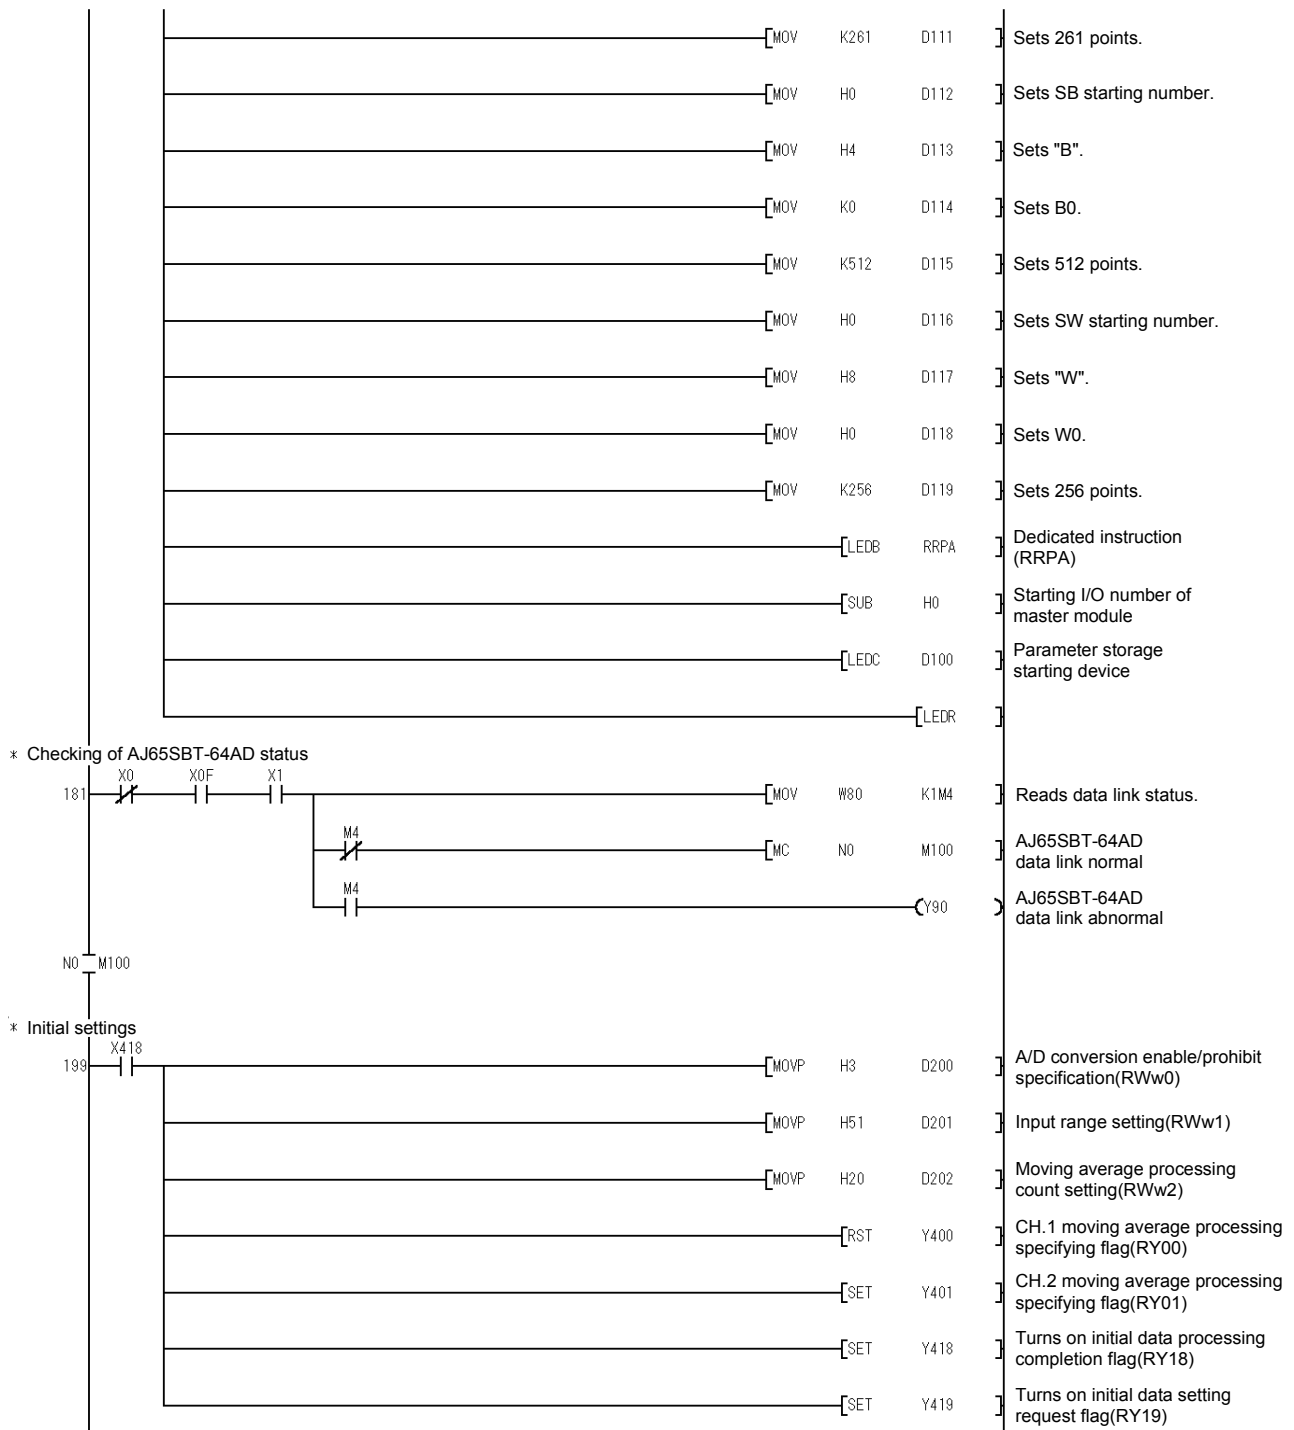 MOV K261 D111 Sets 261 points.
MOV H0 D112 Sets SB starting number.
MOV H4 D113 Sets "B".
MOV K0 D114 Sets B0.
MOV K512 D115 Sets 512 points.
MOV H0 D116 Sets SW starting number.
MOV H8 D117 Sets "W".
MOV H0 D118 Sets W0.
MOV K256 D119 Sets 256 points.
LEDB RRPA Dedicated instruction
(RRPA)
SUB H0 Starting I/O number of
master module
LEDC D100 Parameter storage
starting device
LEDR
* Checking of AJ65SBT-64AD status
X0 X0F X1
181 MOV W80 K1M4 Reads data link status.
M4
MC N0 M100 AJ65SBT-64AD
data link normal
M4
Y90 AJ65SBT-64AD
data link abnormal
N0 M100
* Initial settings
X418
199 MOVP H3 D200 A/D conversion enable/prohibit
specification(RWw0)
MOVP H51 D201 Input range setting(RWw1)
MOVP H20 D202 Moving average processing
count setting(RWw2)
RST Y400 CH.1 moving average processing
specifying flag(RY00)
SET Y401 CH.2 moving average processing
specifying flag(RY01)
SET Y418 Turns on initial data processing
completion flag(RY18)
SET Y419 Turns on initial data setting
request flag(RY19)